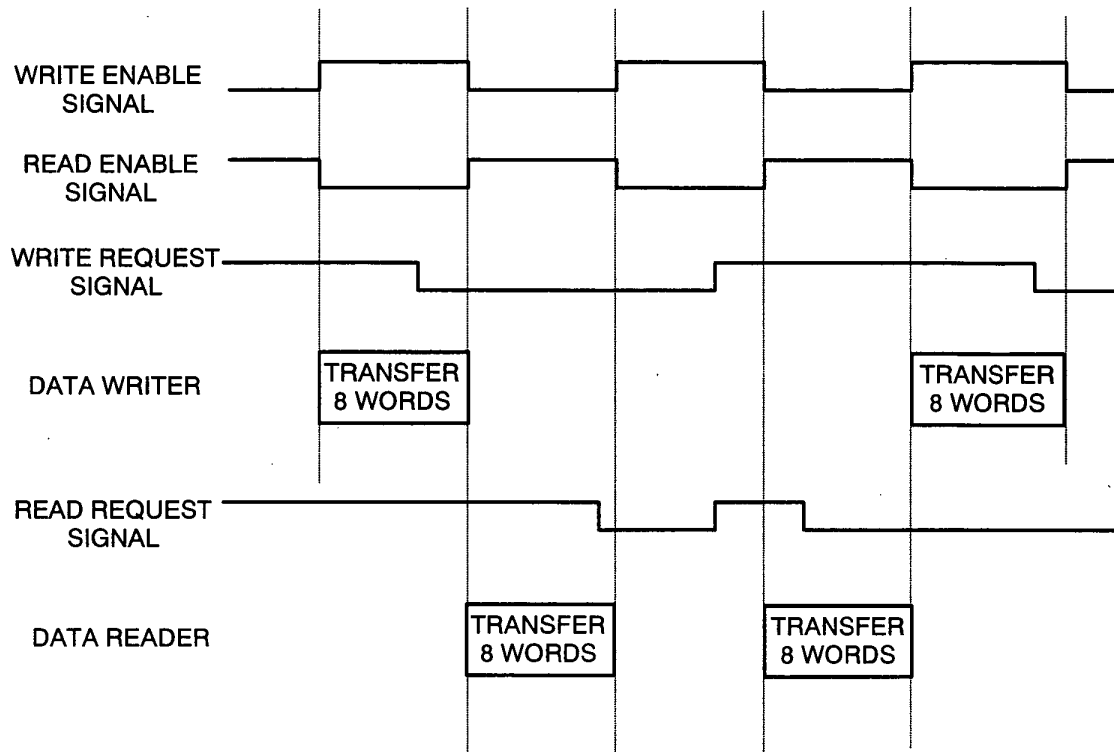 WRITE ENABLE
SIGNAL
READ ENABLE
SIGNAL
WRITE REQUEST
SIGNAL
DATA WRITER
TRANSFER
8 WORDS
TRANSFER
8 WORDS
READ REQUEST
SIGNAL
DATA READER
TRANSFER
8 WORDS
TRANSFER
8 WORDS